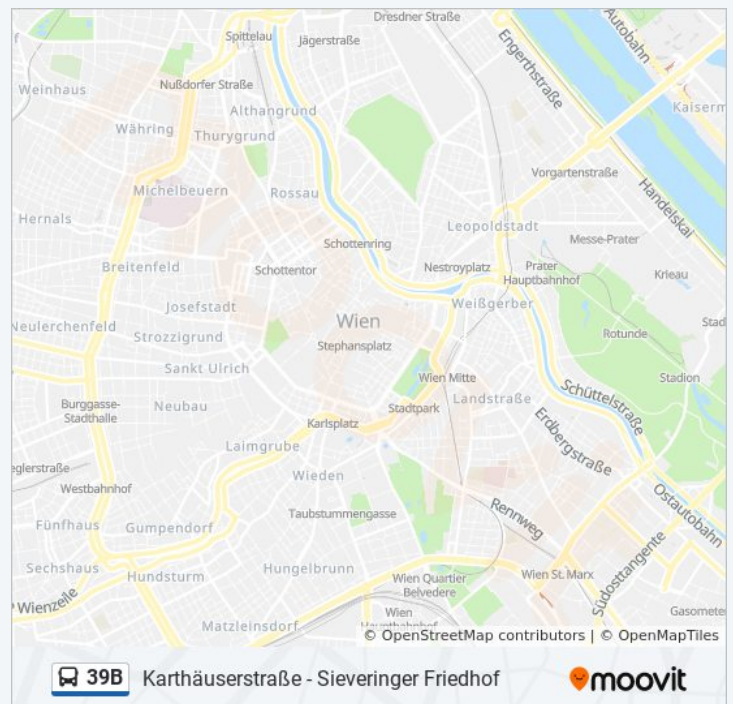 Dresdner Straße
Spittelau
Jägerstraße
Autobahn
Engerthstraße
Weinhaus
Nußdorfer Straße
Althangrund
Kaiserm
Währing
Thurygrund
Vorgartenstraße
Michelbeuern
Rossau
Handelskai
Hernals
Leopoldstadt
Schottenring
Messe-Prater
Breitenfeld
Schottentor
Nestroyplatz
Prater
Hauptbahnhof
Krieau
Josefstadt
Weißgerber
Neulerchenfeld
Wien
Stad
Strozzigrund
Stephansplatz
Rotunde
Sankt Ulrich
Wien Mitte
Stadion
Burggasse-
Stadthalle
Neubau
Stadtpark
Landstraße
Schüttelstraße
Karlsplatz
Erdbergstraße
Laimgrube
eglerstraße
Wieden
Westbahnhof
Ostautobahn
Taubstummengasse
Rennweg
Fünfhaus
Gumpendorf
Sechshaus
Hundsturm
Hungelbrunn
Wien Quartier
Belvedere
Wien St. Marx
Südosttangente
Wienzeile
Matzleinsdorf
Wien
Hauptbahnhof
Gasometer
© OpenStreetMap contributors | © OpenMapTiles
39B Karthäuserstraße - Sieveringer Friedhof moovit